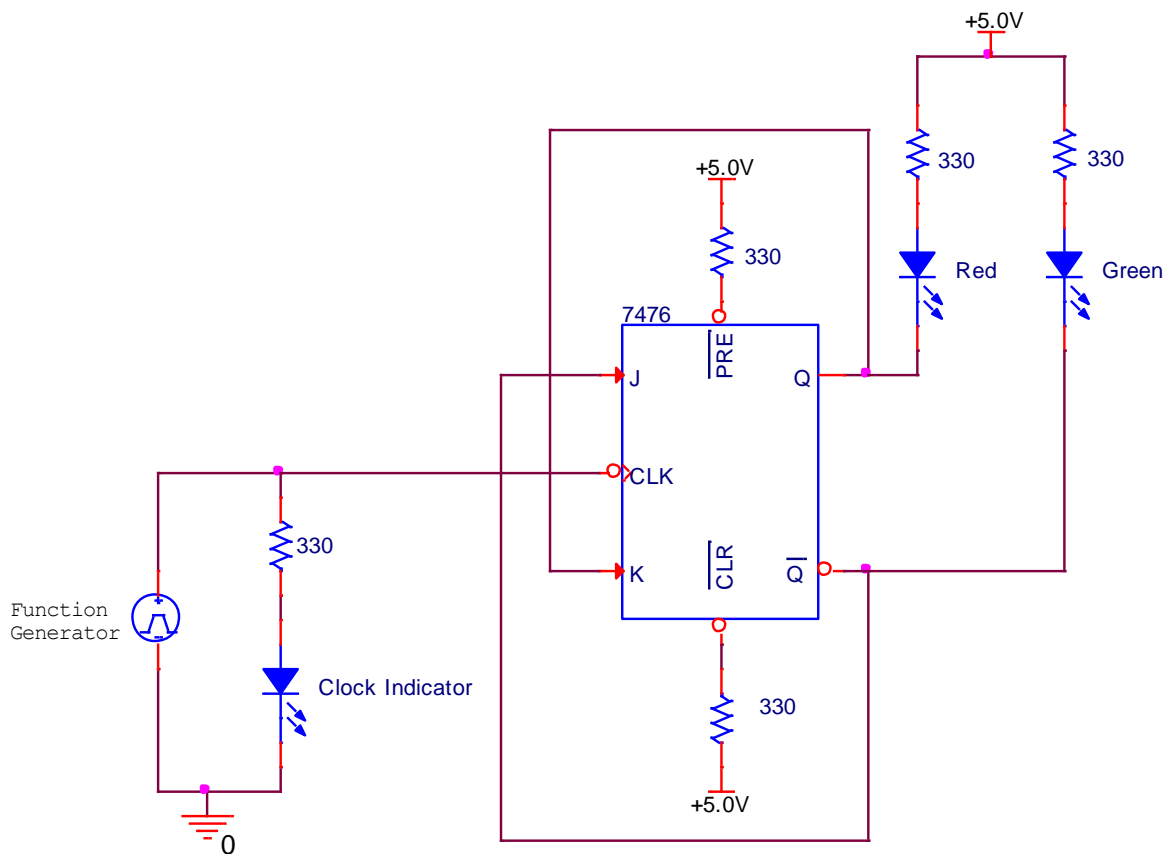 +5.0V
330
330
+5.0V
330
Red
Green
7476
PRE
J
Q
CLK
330
CLR
K
Q
Function
Generator
Clock Indicator
330
+5.0V
0